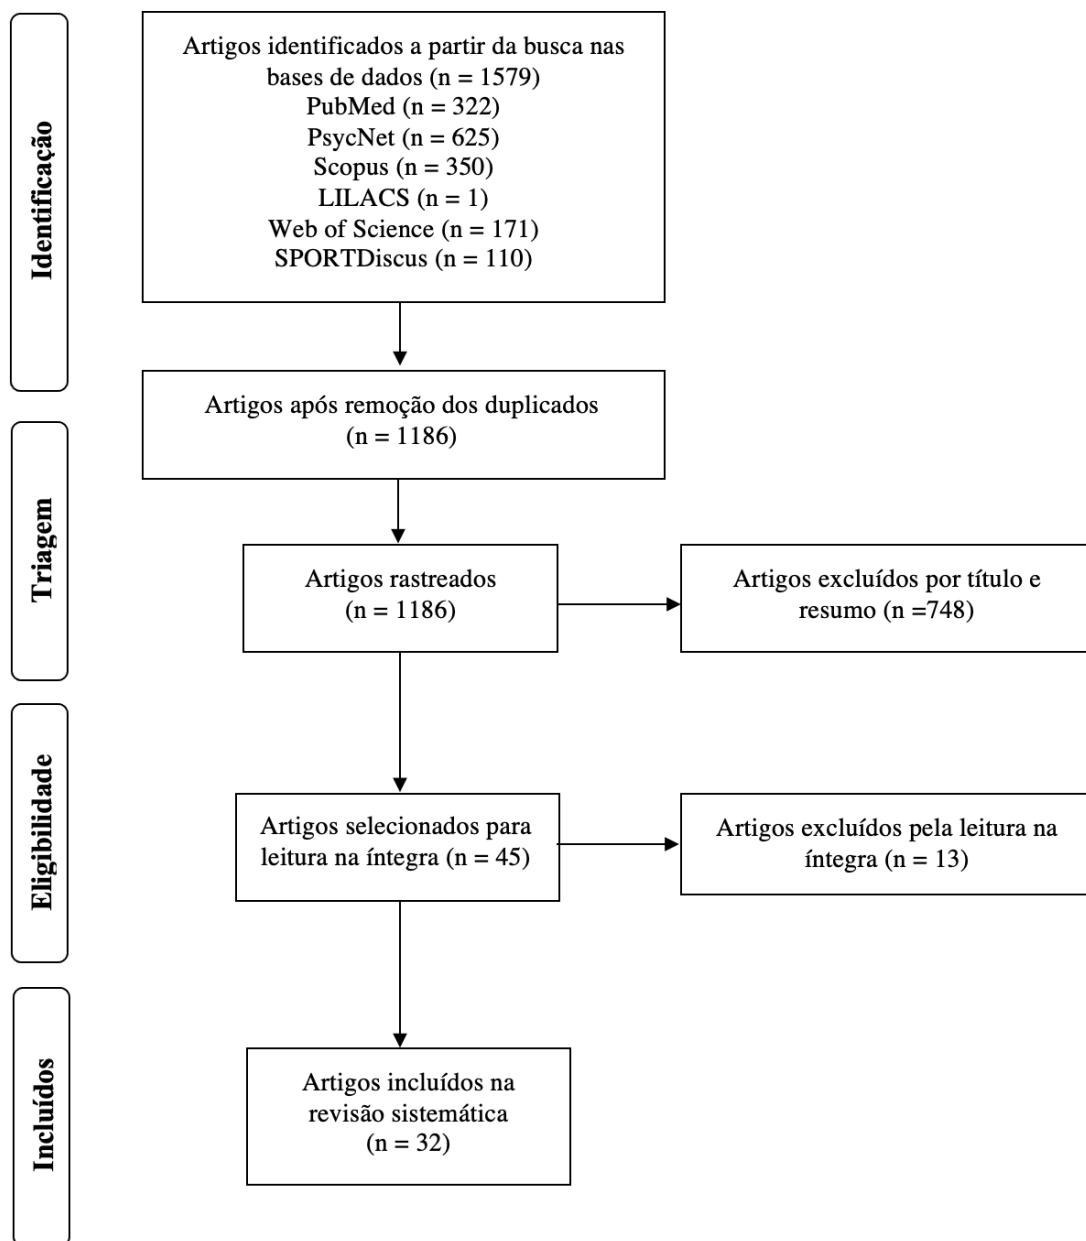 Identificação
Artigos identificados a partir da busca nas
bases de dados (n = 1579)
PubMed (n = 322)
PsycNet (n = 625)
Scopus (n = 350)
LILACS (n = 1)
Web of Science (n = 171)
SPORTDiscus (n = 110)
Artigos após remoção dos duplicados
(n = 1186)
Triagem
Artigos rastreados
(n = 1186)
Artigos excluídos por título e
resumo (n =748)
Eligibilidade
Artigos selecionados para
leitura na íntegra (n = 45)
Artigos excluídos pela leitura na
íntegra (n = 13)
Incluídos
Artigos incluídos na
revisão sistemática
(n = 32)